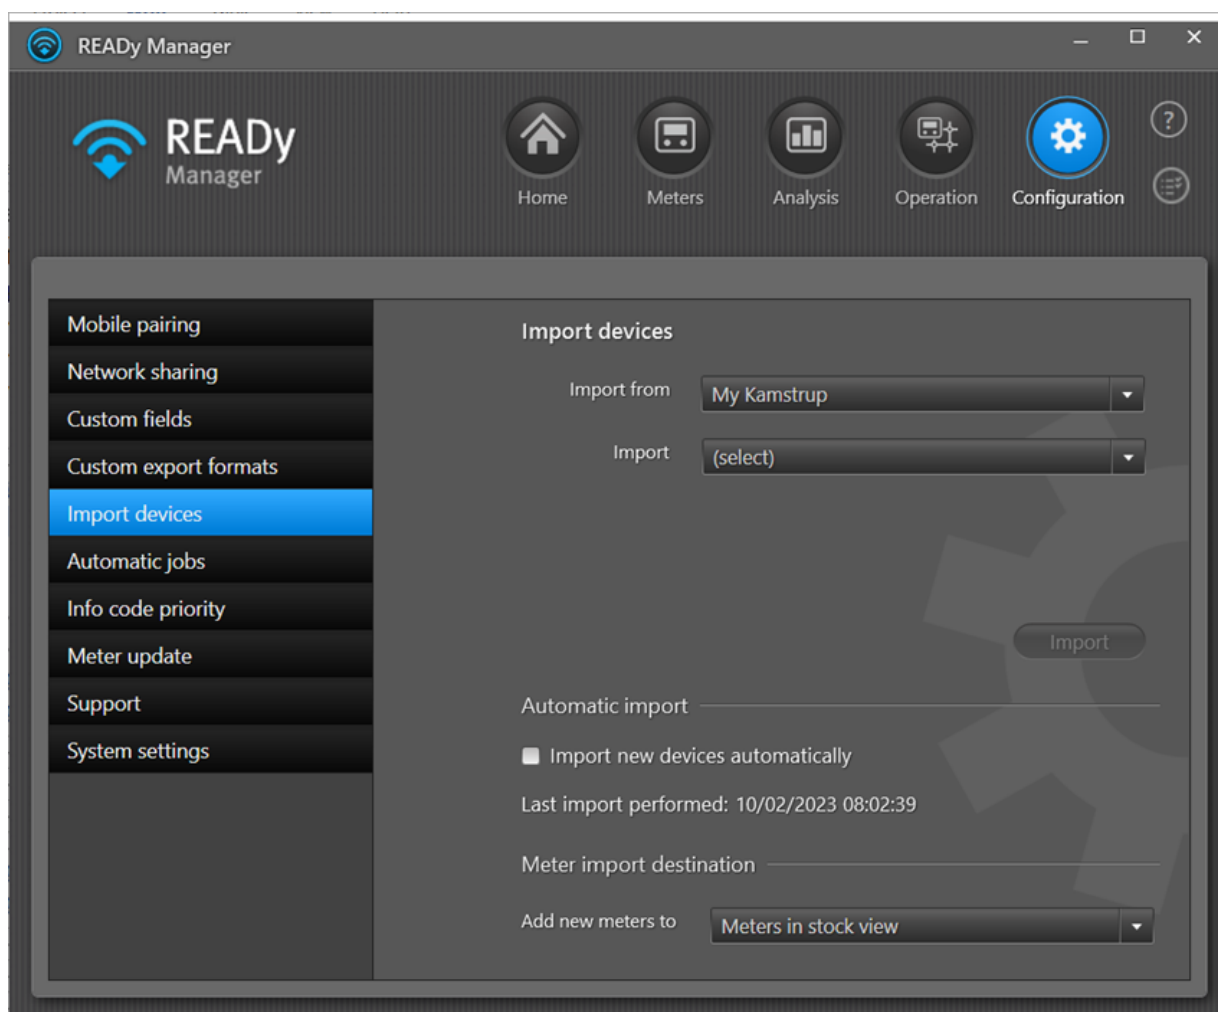 READy Manager
READy
Manager
Home
Meters
Analysis
Operation
Configuration
?
Mobile pairing
Network sharing
Custom fields
Custom export formats
Import devices
Automatic jobs
Info code priority
Meter update
Support
System settings
Import devices
Import from My Kamstrup
Import (select)
Import
Automatic import
Import new devices automatically
Last import performed: 10/02/2023 08:02:39
Meter import destination
Add new meters to Meters in stock view